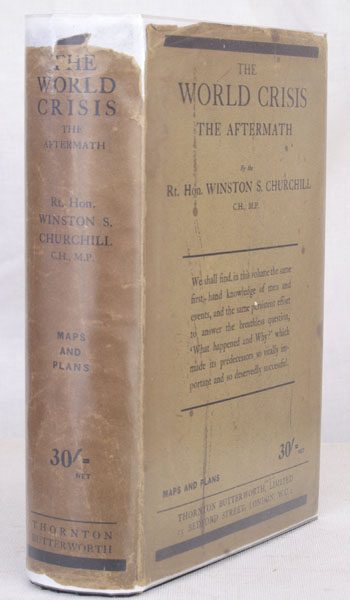 THE
WORLD
CRISIS
THE
AFTERMATH
Rt. Hon.
WINSTON S.
CHURCHILL
C.H., M.P.
MAPS
AND
PLANS
30/=
NET
THORNTON
BUTTERWORTH
THE
WORLD CRISIS
THE AFTERMATH
By the
Rt. Hon. WINSTON S. CHURCHILL
C.H., M.P.
We shall find, in this volume the same
first-hand knowledge of men and
events, and the same persistent effort
to answer the breathless question,
'What happened and Why?' which
made its predecessors so vitally im-
portant and so deservedly successful.
MAPS AND PLANS
30/=
NET
THORNTON BUTTERWORTH, LIMITED
BEDFORD STREET, LONDON, W.C.2